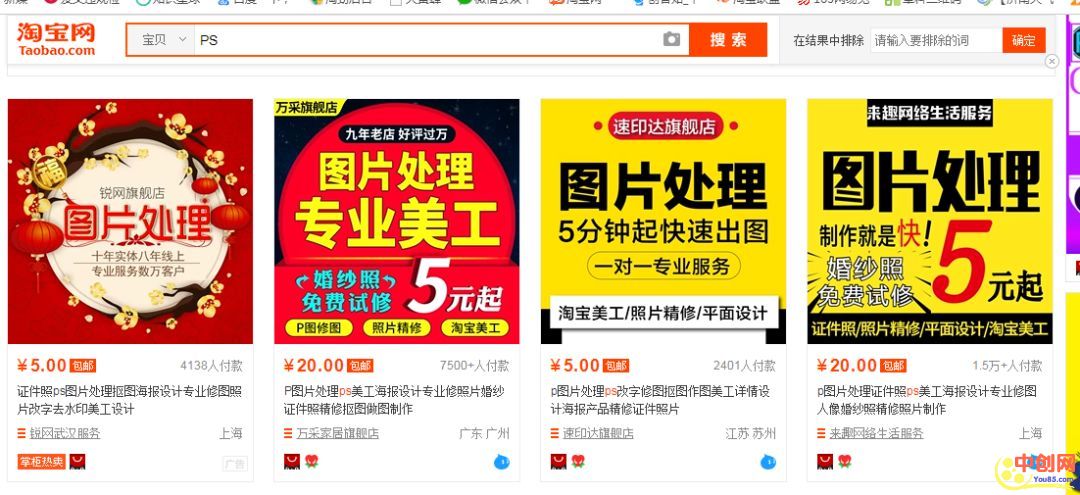 淘宝网
Taobao.com
宝贝
PS
搜 索
在结果中排除
请输入要排除的词
确定
福
锐网旗舰店
图片处理
十年实体八年线上
专业服务数万客户
¥5.00 包邮 4138人付款
证件照ps图片处理抠图海报设计专业修图照
片改字去水印美工设计
锐网武汉服务 上海
掌柜热卖
广告
万采旗舰店
九年老店 好评过万
图片处理
专业美工
婚纱照
免费试修
5元起
P图修图 照片精修 淘宝美工
¥20.00 包邮 7500+人付款
P图片处理ps美工海报设计专业修照片婚纱
证件照精修抠图做图制作
万采家居旗舰店 广东 广州
速印达旗舰店
图片处理
5分钟起快速出图
一对一专业服务
淘宝美工/照片精修/平面设计
¥5.00 包邮 2401人付款
p图片处理ps改字修图抠图作图美工详情设
计海报产品精修证件照片
速印达旗舰店 江苏 苏州
来趣网络生活服务
图片处理
制作就是快!
婚纱照
免费试修
5元起
证件照/照片精修/平面设计/淘宝美工
¥20.00 包邮 1.5万+人付款
p图片处理证件照ps美工海报设计专业修图
人像婚纱照精修照片制作
来趣网络生活服务 上海
中创网
You85.com